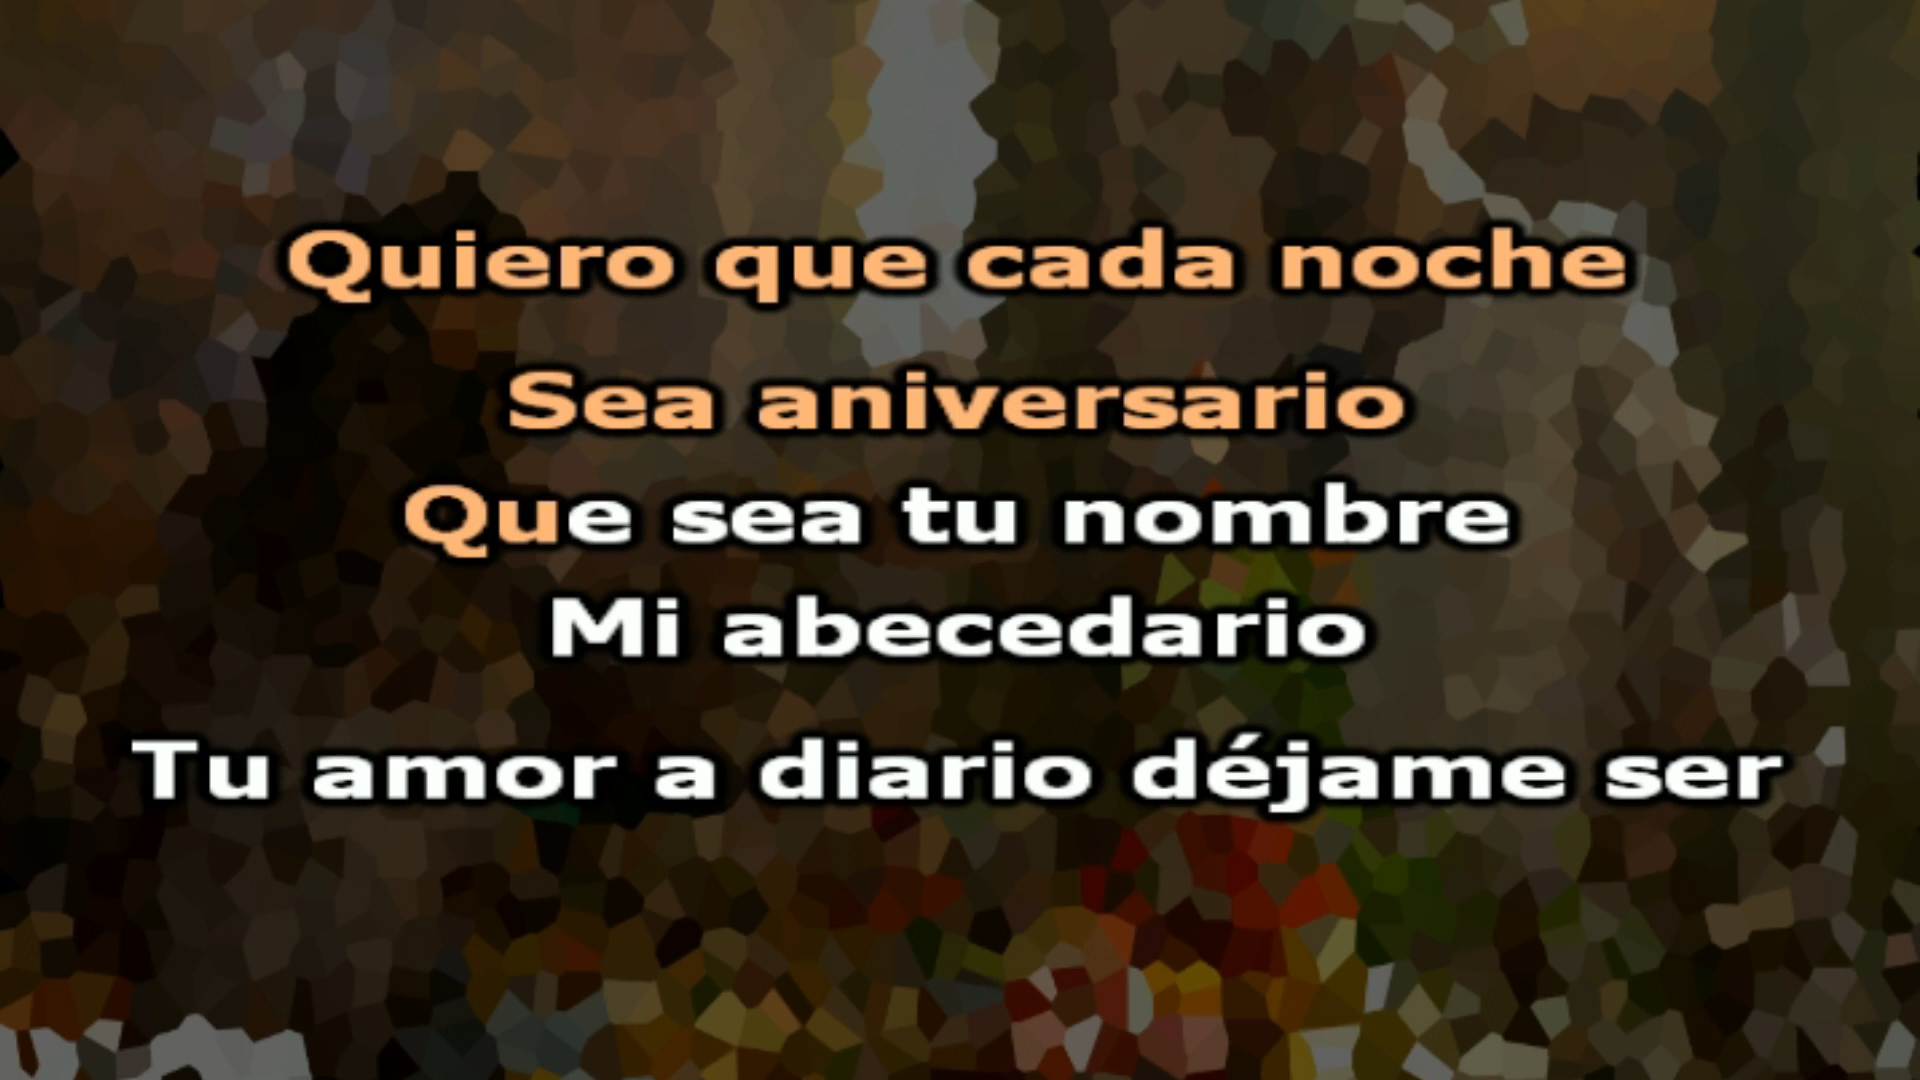 Quiero que cada noche
Sea aniversario
Que sea tu nombre
Mi abecedario
Tu amor a diario déjame ser